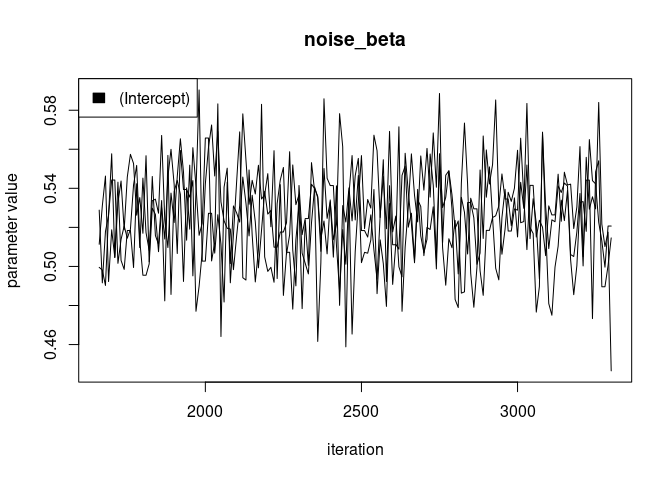 noise_beta
(Intercept)
parameter value
0.58
0.54
0.50
0.46
2000 2500 3000
iteration